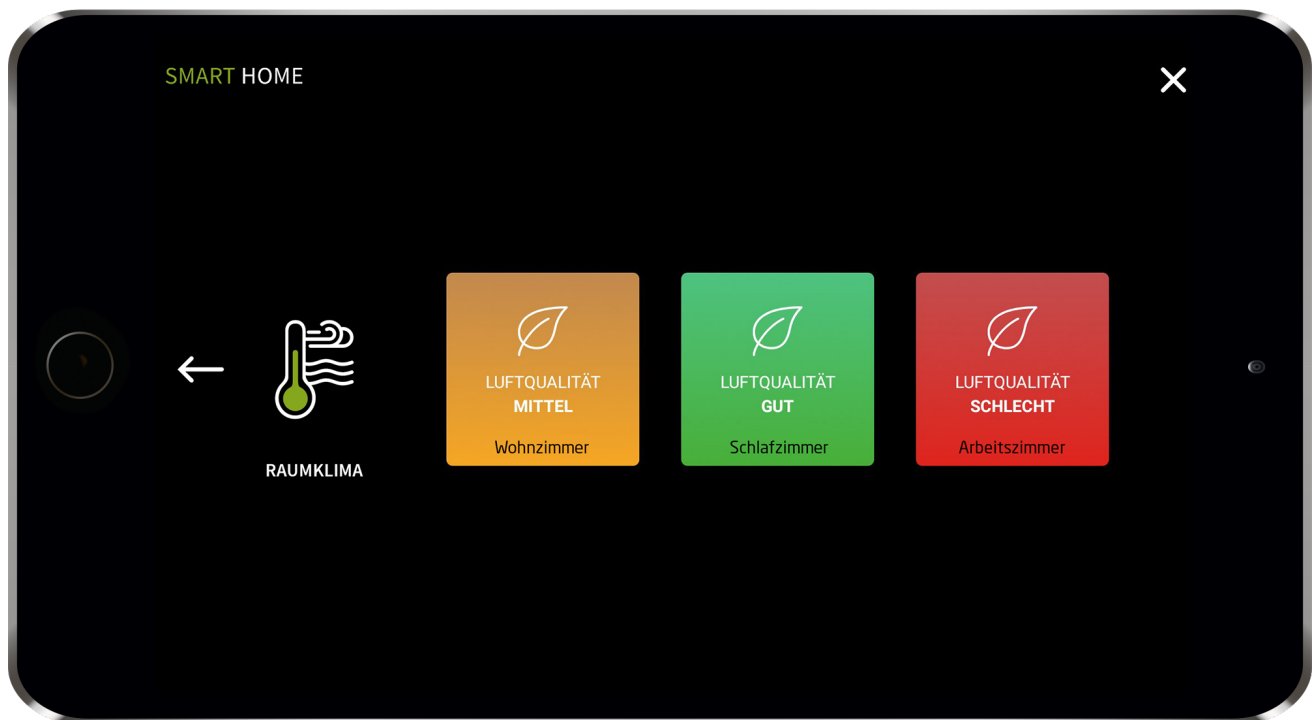 SMART HOME
RAUMKLIMA
LUFTQUALITÄT
MITTEL
Wohnzimmer
LUFTQUALITÄT
GUT
Schlafzimmer
LUFTQUALITÄT
SCHLECHT
Arbeitszimmer